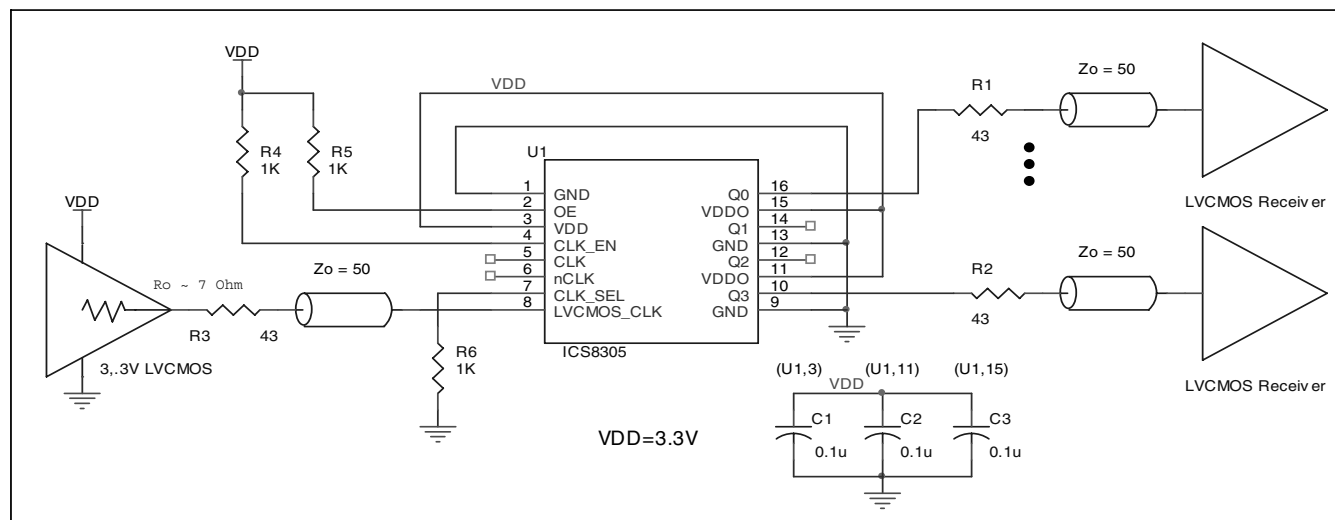 VDD
R4
1K
R5
1K
VDD
U1
1
2
3
4
5
6
7
8
GND
OE
VDD
CLK_EN
CLK
nCLK
CLK_SEL
LVCMOS_CLK
Q0
VDDO
Q1
GND
Q2
VDDO
Q3
GND
16
15
14
13
12
11
10
9
ICS8305
VDD
Ro ~ 7 Ohm
R3
43
3,.3V LVCMOS
Zo = 50
R6
1K
R1
43
Zo = 50
LVCMOS Receiver
R2
43
Zo = 50
LVCMOS Receiver
VDD=3.3V
(U1,3)
(U1,11)
(U1,15)
VDD
C1
0.1u
C2
0.1u
C3
0.1u